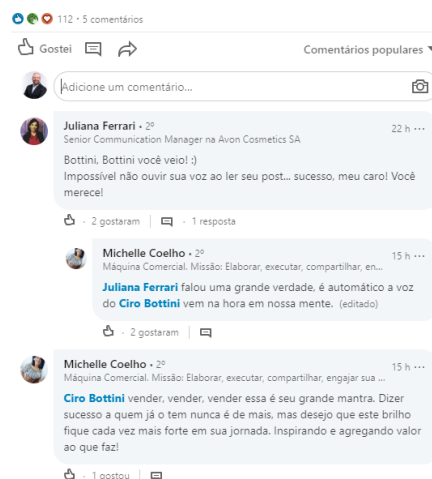 112 • 5 comentários
Gostei
Comentários populares
Adicione um comentário...
Juliana Ferrari • 2º
22 h
Senior Communication Manager na Avon Cosmetics SA
Bottini, Bottini você veio! :)
Impossível não ouvir sua voz ao ler seu post... sucesso, meu caro! Você
merece!
2 gostaram
1 resposta
Michelle Coelho • 2º
15 h
Máquina Comercial. Missão: Elaborar, executar, compartilhar, en...
Juliana Ferrari falou uma grande verdade, é automático a voz
do Ciro Bottini vem na hora em nossa mente. (editado)
2 gostaram
Michelle Coelho • 2º
15 h
Máquina Comercial. Missão: Elaborar, executar, compartilhar, engajar sua ...
Ciro Bottini vender, vender, vender essa é seu grande mantra. Dizer
sucesso a quem já o tem nunca é de mais, mas desejo que este brilho
fique cada vez mais forte em sua jornada. Inspirando e agregando valor
ao que faz!
1 gostou